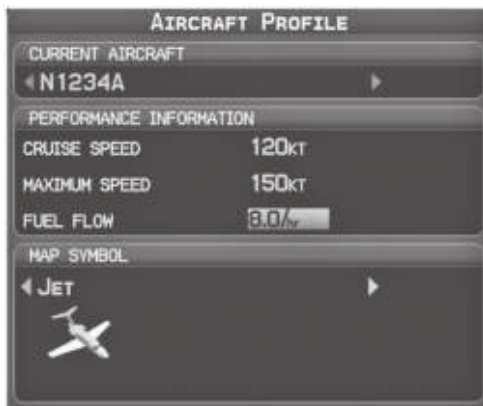 AIRCRAFT PROFILE
CURRENT AIRCRAFT
N1234A
PERFORMANCE INFORMATION
CRUISE SPEED 120KT
MAXIMUM SPEED 150KT
FUEL FLOW 8.0/HR
MAP SYMBOL
JET